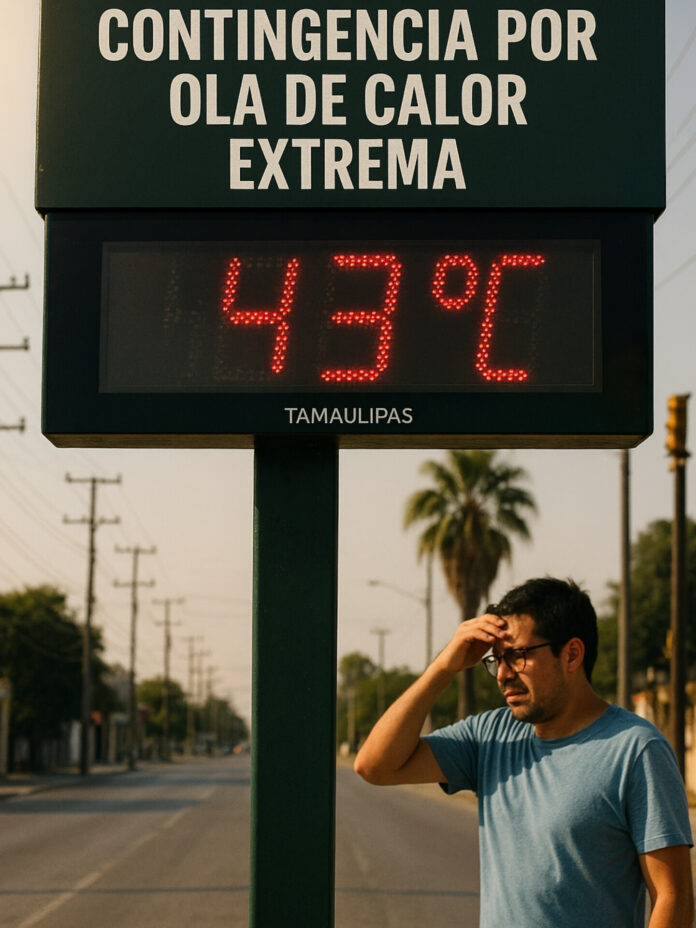 CONTINGENCIA POR
OLA DE CALOR
EXTREMA
43°C
TAMAULIPAS